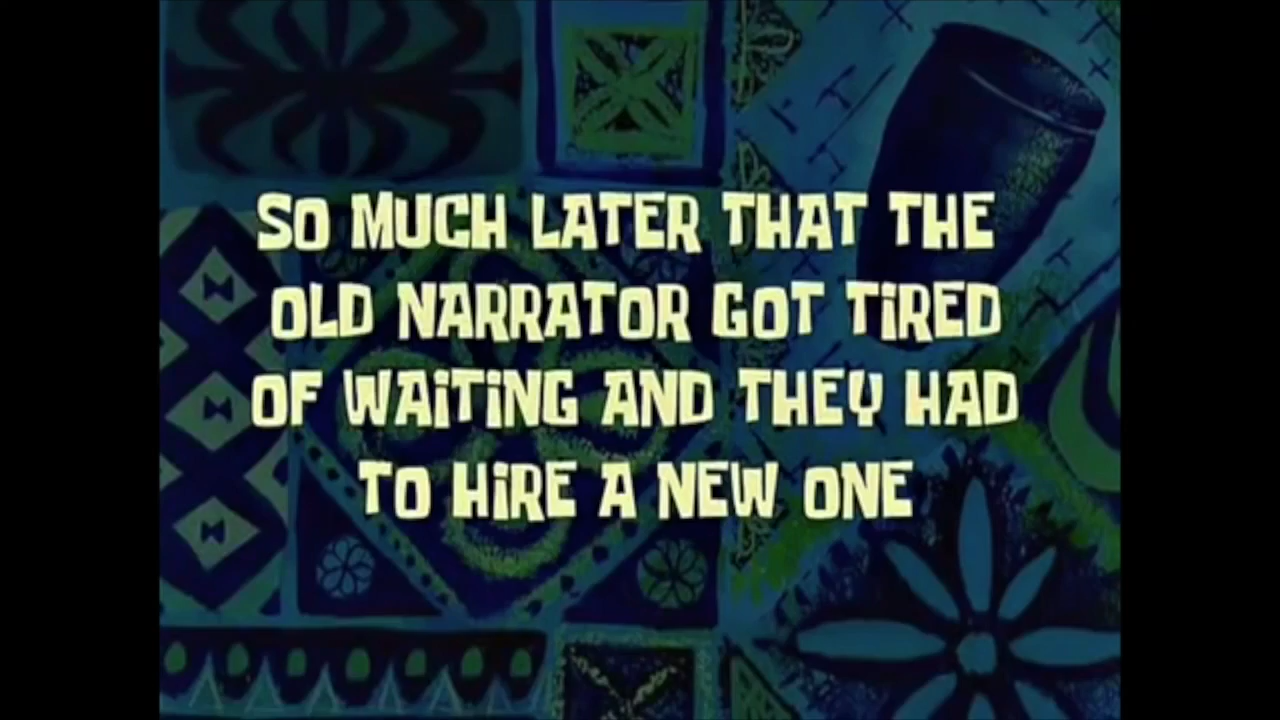 SO MUCH LATER THAT THE
OLD NARRATOR GOT TiRED
OF WAiTiNG AND THEY HAD
TO HiRE A NEW ONE